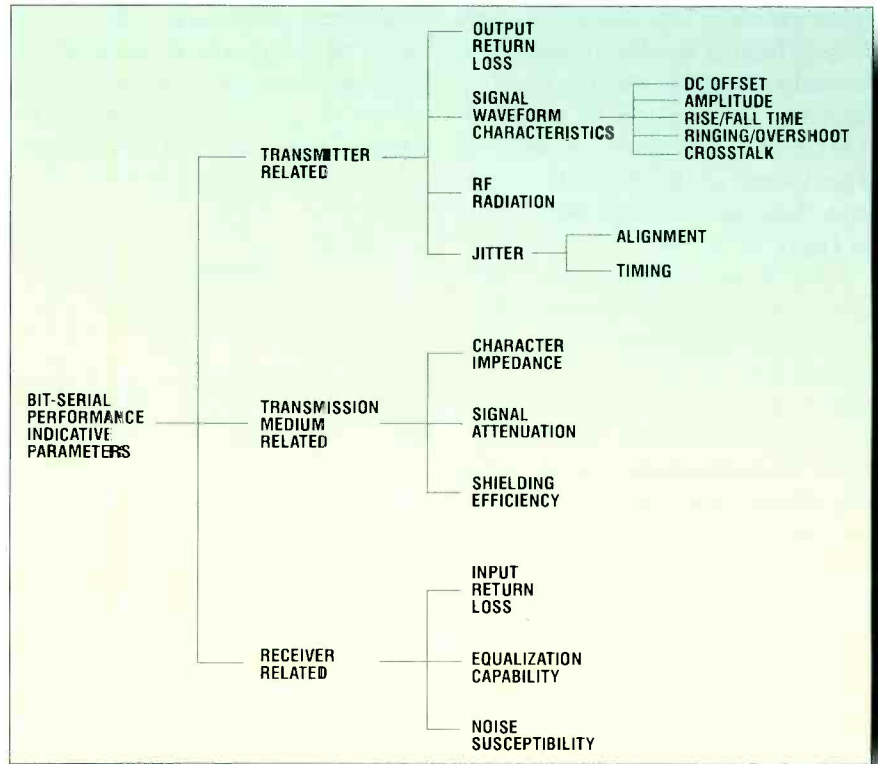 BIT-SERIAL
PERFORMANCE
INDICATIVE
PARAMETERS
TRANSMITTER
RELATED
OUTPUT
RETURN
LOSS
SIGNAL
WAVEFORM
CHARACTERISTICS
DC OFFSET
AMPLITUDE
RISE/FALL TIME
RINGING/OVERSHOOT
CROSSTALK
RF
RADIATION
JITTER
ALIGNMENT
TIMING
TRANSMISSION
MEDIUM
RELATED
CHARACTER
IMPEDANCE
SIGNAL
ATTENUATION
SHIELDING
EFFICIENCY
RECEIVER
RELATED
INPUT
RETURN
LOSS
EQUALIZATION
CAPABILITY
NOISE
SUSCEPTIBILITY